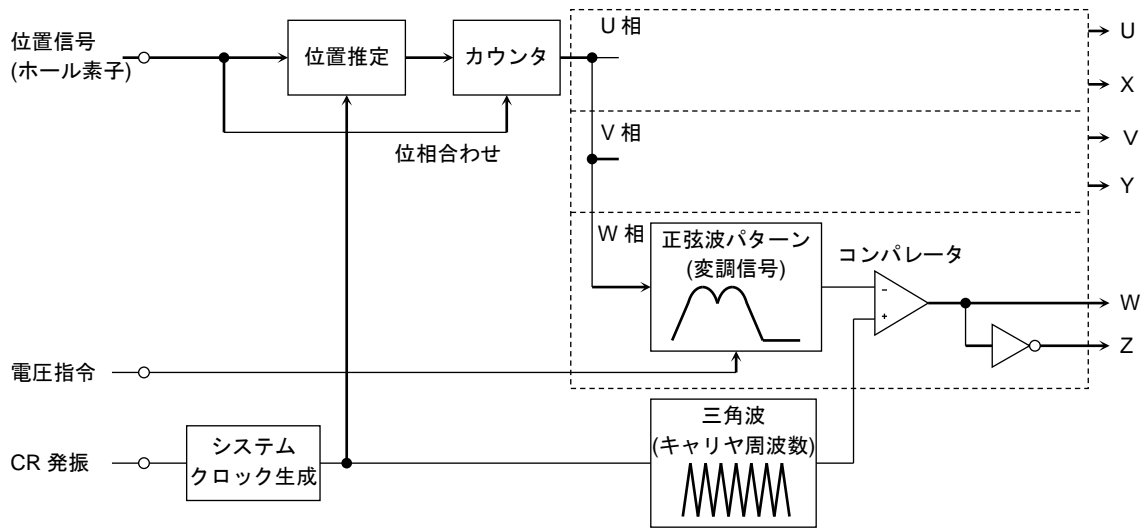 位置信号
(ホール素子)
位置推定
カウンタ
位相合わせ
U 相
V 相
W 相
正弦波パターン
(変調信号)
コンパレータ
-
+
U
X
V
Y
W
Z
電圧指令
CR 発振
システム
クロック生成
三角波
(キャリヤ周波数)